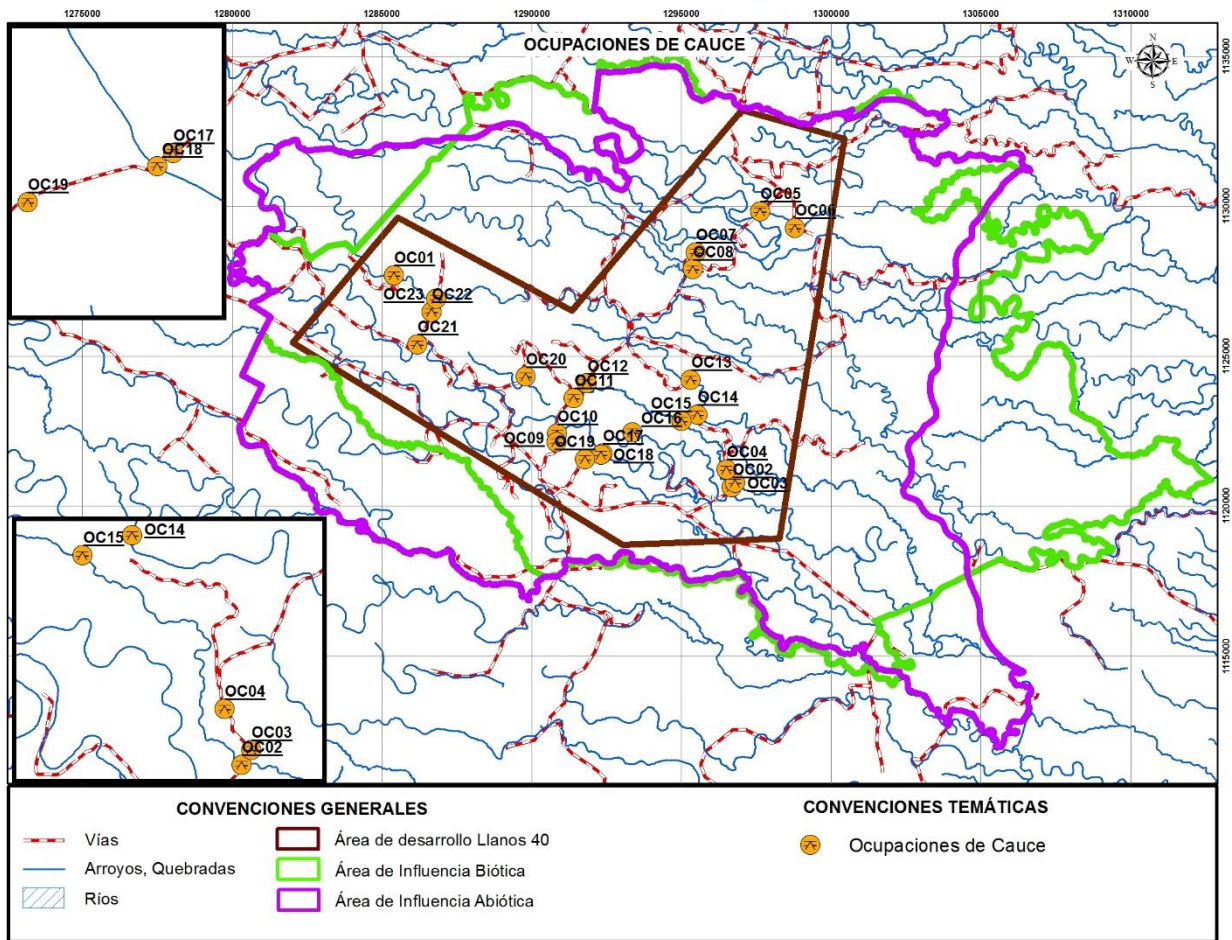 1275000 1280000 1285000 1290000 1295000 1300000 1305000 1310000
OCUPACIONES DE CAUCE
N
W E
S
1135000
1130000
1125000
1120000
1115000
OC17
OC18
OC19
OC05
OC06
OC07
OC08
OC01
OC23 OC22
OC21
OC20
OC12
OC11
OC13
OC15 OC14
OC16
OC10
OC09 OC19 OC17
OC18
OC04
OC02
OC03
OC15 OC14
OC04
OC03
OC02
CONVENCIONES GENERALES
Vías
Arroyos, Quebradas
Ríos
Área de desarrollo Llanos 40
Área de Influencia Biótica
Área de Influencia Abiótica
CONVENCIONES TEMÁTICAS
Ocupaciones de Cauce